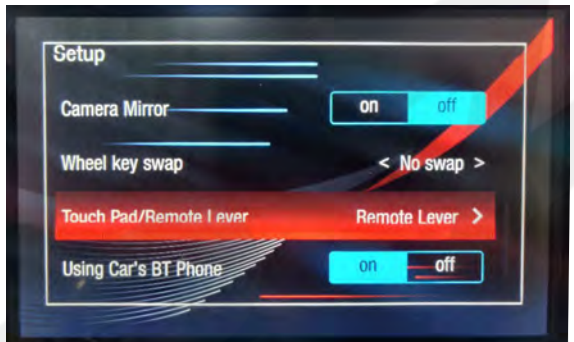 Setup
Camera Mirror on off
Wheel key swap < No swap >
Touch Pad/Remote Lever Remote Lever >
Using Car's BT Phone on off